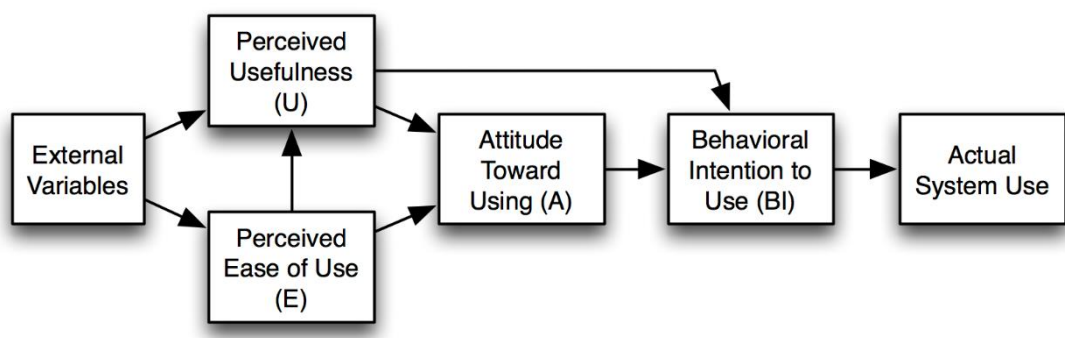 External
Variables
Perceived
Usefulness
(U)
Perceived
Ease of Use
(E)
Attitude
Toward
Using (A)
Behavioral
Intention to
Use (BI)
Actual
System Use